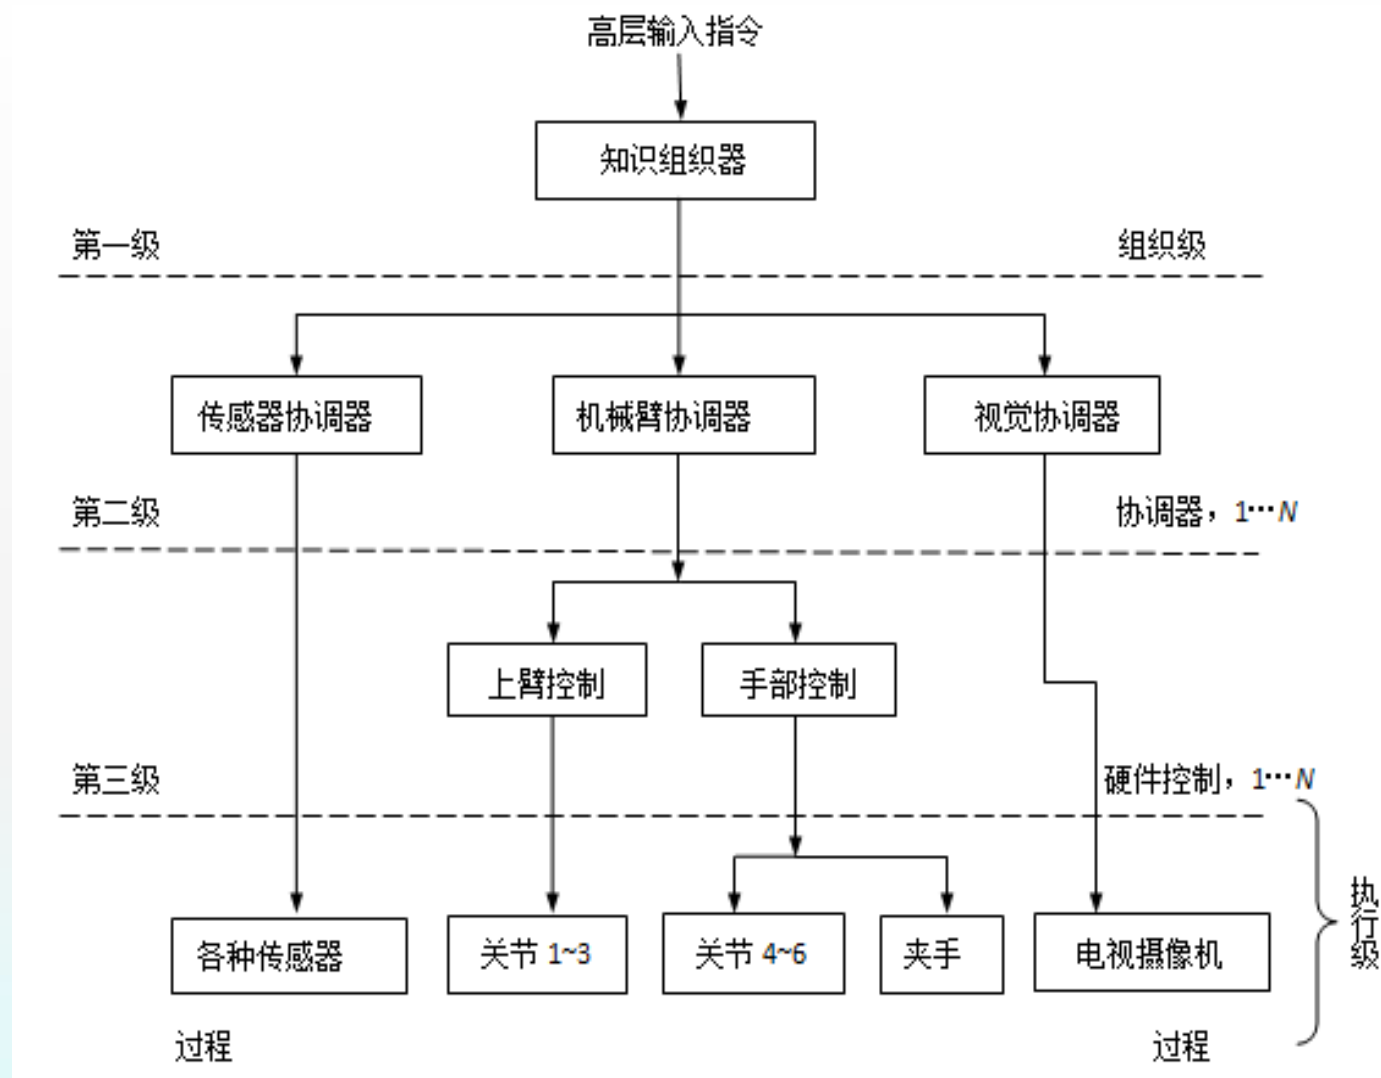 高层输入指令
知识组织器
第一级
组织级
传感器协调器
机械臂协调器
视觉协调器
第二级
协调器，1…N
上臂控制
手部控制
第三级
硬件控制，1…N
执行级
各种传感器
关节 1~3
关节 4~6
夹手
电视摄像机
过程
过程